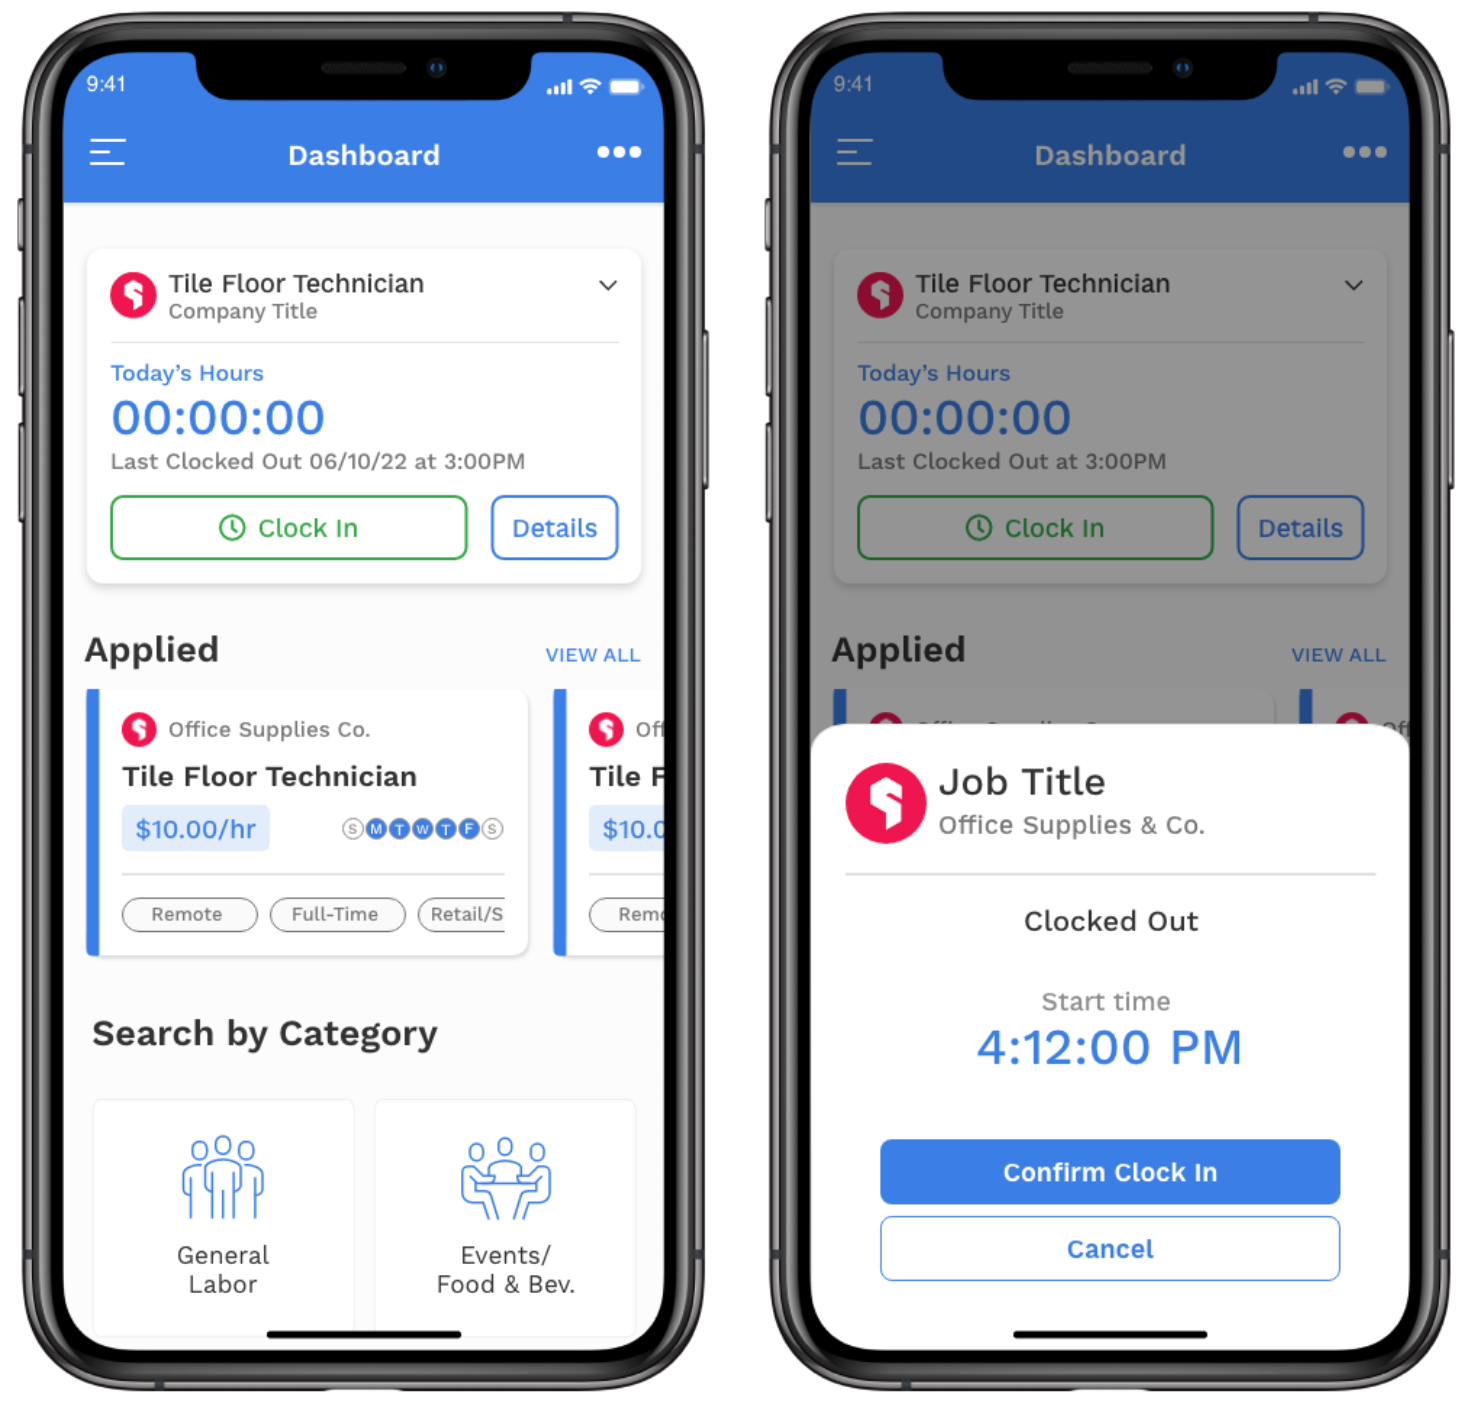 9:41
Dashboard
Tile Floor Technician
Company Title
Today's Hours
00:00:00
Last Clocked Out 06/10/22 at 3:00PM
Clock In
Details
Applied
VIEW ALL
Office Supplies Co.
Tile Floor Technician
$10.00/hr
S M T W T F S
Remote
Full-Time
Retail/S
Off
Tile F
$10.0
Remo
Search by Category
General
Labor
Events/
Food & Bev.
9:41
Dashboard
Tile Floor Technician
Company Title
Today's Hours
00:00:00
Last Clocked Out at 3:00PM
Clock In
Details
Applied
VIEW ALL
Job Title
Office Supplies & Co.
Clocked Out
Start time
4:12:00 PM
Confirm Clock In
Cancel